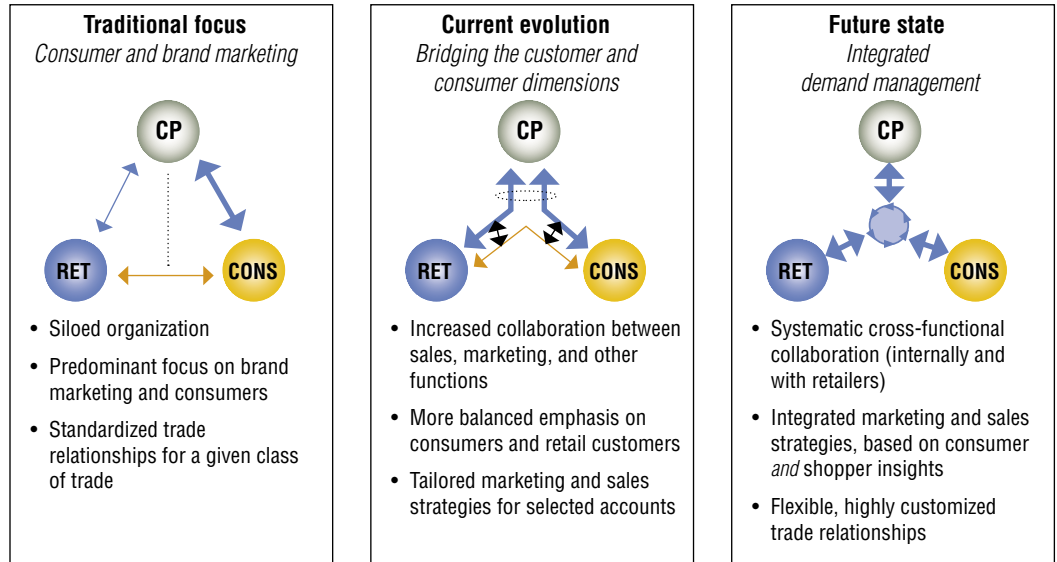 Traditional focus
Consumer and brand marketing
CP
RET
CONS
• Siloed organization
• Predominant focus on brand
marketing and consumers
• Standardized trade
relationships for a given class
of trade
Current evolution
Bridging the customer and
consumer dimensions
CP
RET
CONS
• Increased collaboration between
sales, marketing, and other
functions
• More balanced emphasis on
consumers and retail customers
• Tailored marketing and sales
strategies for selected accounts
Future state
Integrated
demand management
CP
RET
CONS
• Systematic cross-functional
collaboration (internally and
with retailers)
• Integrated marketing and sales
strategies, based on consumer
and shopper insights
• Flexible, highly customized
trade relationships